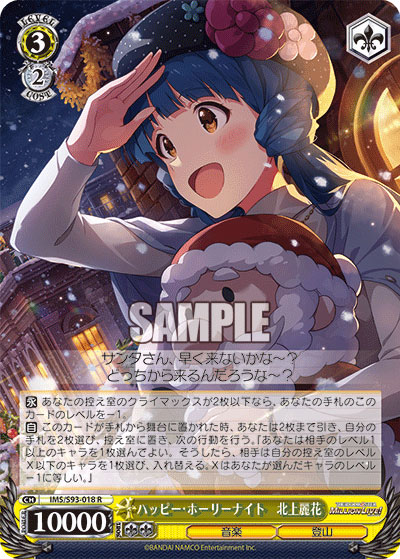 LEVEL
3
2
COST
SAMPLE
サンタさん、早く来ないかな～?
どっちから来るんだろうな～?
永 あなたの控え室のクライマックスが2枚以下なら、あなたの手札のこの
カードのレベルを－1。
自 このカードが手札から舞台に置かれた時、あなたは2枚まで引き、自分
の手札を2枚選び、控え室に置き、次の行動を行う。『あなたは相手のレベル1
以上のキャラを1枚選んでよい。そうしたら、相手は自分の控え室のレベル
X以下のキャラを1枚選び、入れ替える。Xはあなたが選んだキャラのレベ
ルに等しい。』
CH
IMS/S93-018 R
POWER
10000
SOUL
ハッピー・ホーリーナイト 北上麗花
THE IDOLM@STER
MILLION LIVE!
音楽
登山
©BANDAI NAMCO Entertainment Inc.